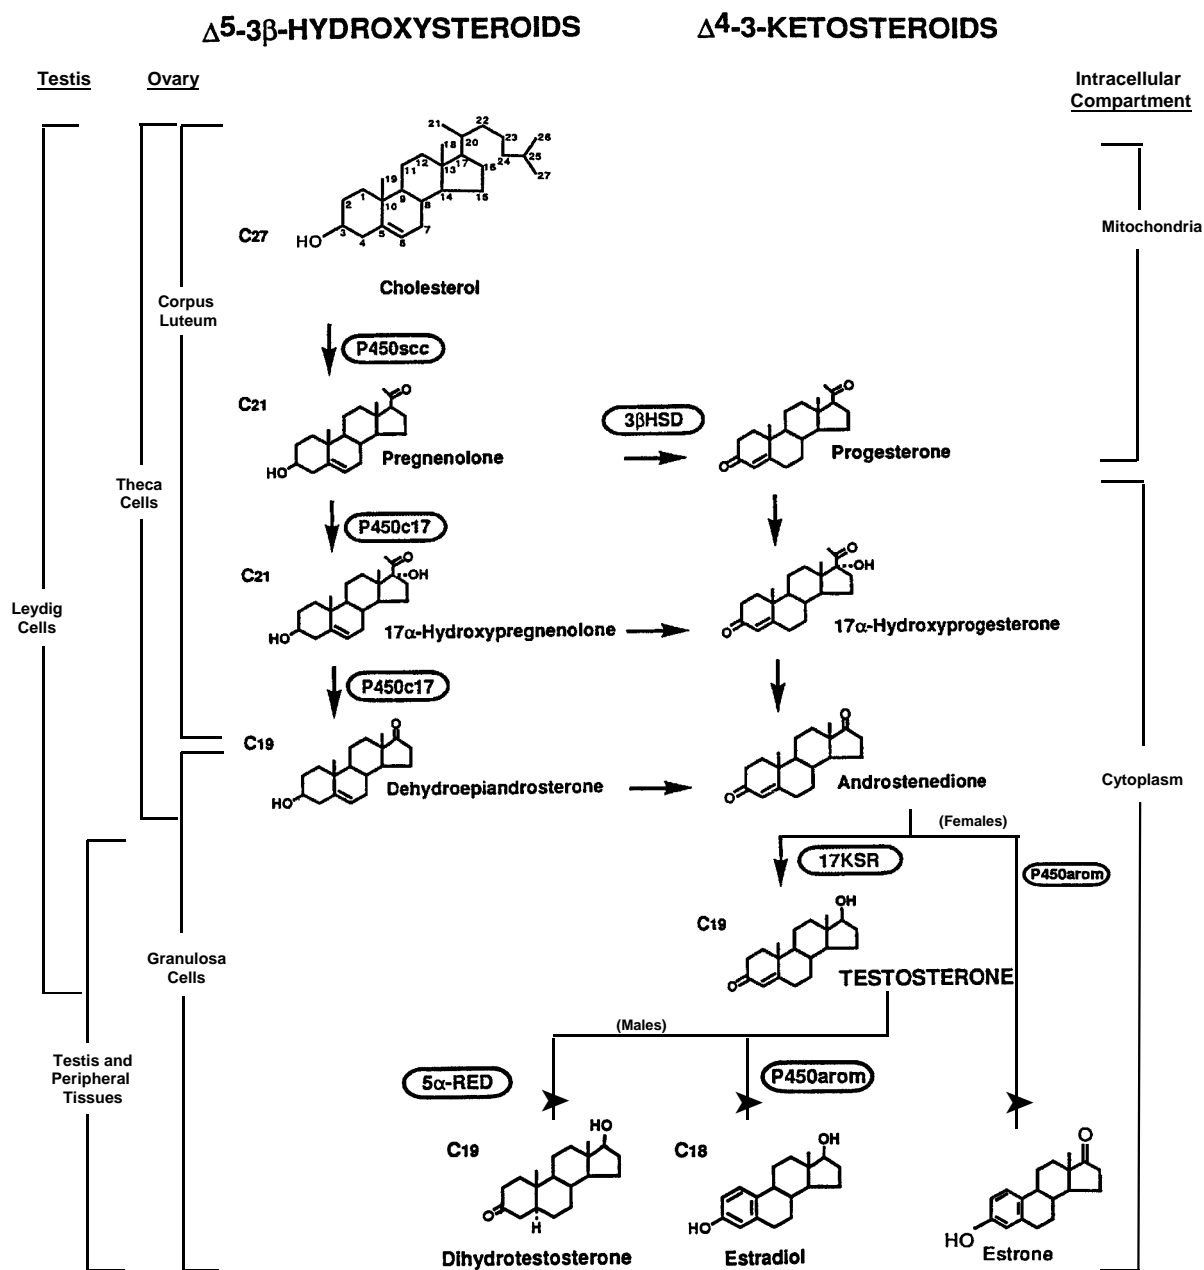 Δ5-3β-HYDROXYSTEROIDS
Δ4-3-KETOSTEROIDS
Testis
Ovary
Intracellular
Compartment
21
22
20
23
26
18
24
25
12
17
11
13
16
27
19
1
9
14
15
2
10
8
3
4
5
6
7
HO
C27
Mitochondria
Cholesterol
Corpus
Luteum
P450scc
C21
O
HO
Pregnenolone
3βHSD
O
O
Progesterone
Theca
Cells
P450c17
C21
O
OH
HO
17α-Hydroxypregnenolone
O
OH
O
17α-Hydroxyprogesterone
Leydig
Cells
P450c17
C19
O
HO
Dehydroepiandrosterone
O
O
Androstenedione
Cytoplasm
(Females)
17KSR
P450arom
C19
OH
O
TESTOSTERONE
Granulosa
Cells
(Males)
Testis and
Peripheral
Tissues
5α-RED
P450arom
C19
HO
O
H
Dihydrotestosterone
C18
OH
HO
Estradiol
O
HO
Estrone